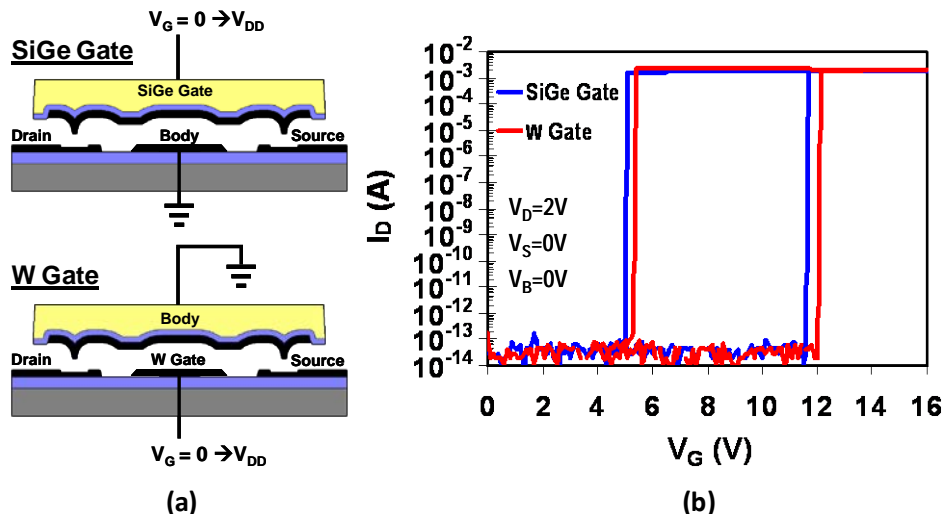 V_G = 0 →V_DD
SiGe Gate
SiGe Gate
Drain Body Source
W Gate
Body
Drain W Gate Source
V_G = 0 →V_DD
(a)
10^-2
10^-3
10^-4
10^-5
10^-6
10^-7
10^-8
10^-9
10^-10
10^-11
10^-12
10^-13
10^-14
I_D (A)
SiGe Gate
W Gate
V_D=2V
V_S=0V
V_B=0V
0 2 4 6 8 10 12 14 16
V_G (V)
(b)